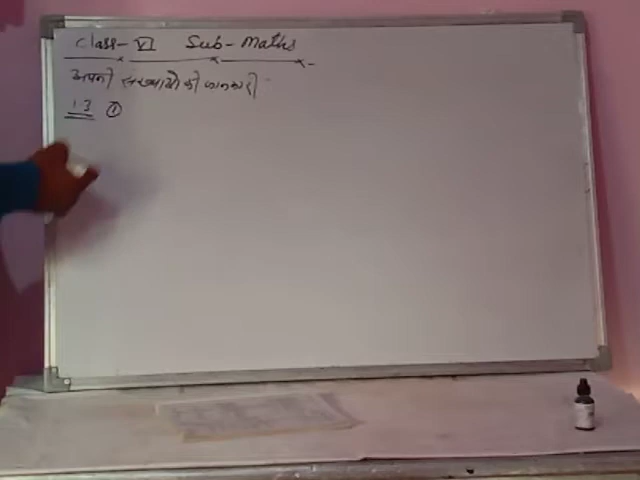 Class - VI Sub - Maths
अपनी संख्याओं की जानकारी
1.3 ①